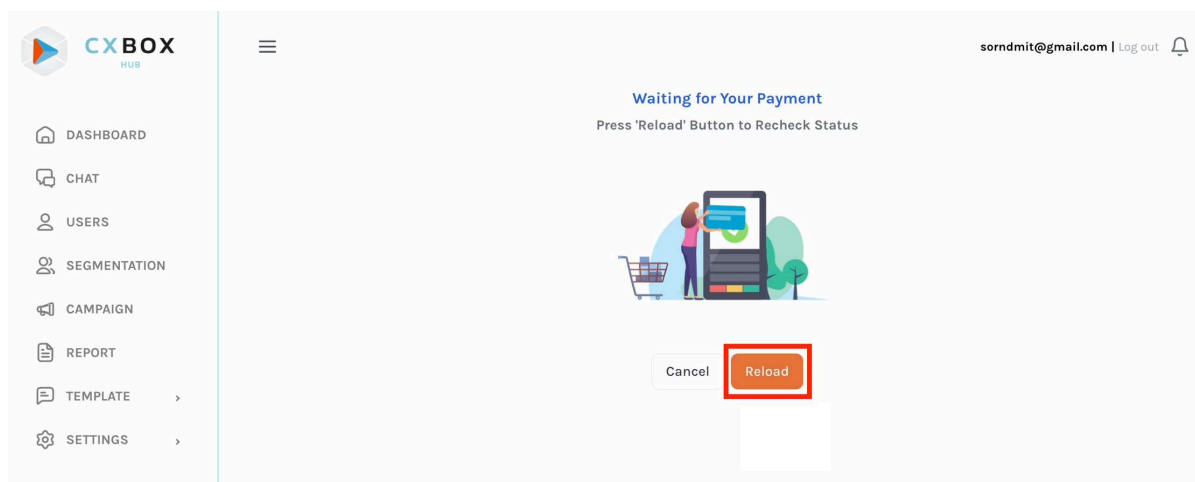 CXBOX
HUB
sorndmit@gmail.com | Log out
Waiting for Your Payment
Press 'Reload' Button to Recheck Status
DASHBOARD
CHAT
USERS
SEGMENTATION
CAMPAIGN
REPORT
TEMPLATE >
SETTINGS >
Cancel
Reload